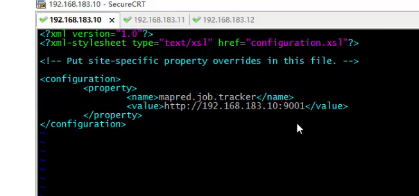 192.168.183.10 - SecureCRT
192.168.183.10 192.168.183.11 192.168.183.12
<?xml version="1.0"?>
<?xml-stylesheet type="text/xsl" href="configuration.xsl"?>
<!-- Put site-specific property overrides in this file. -->
<configuration>
<property>
<name>mapred.job.tracker</name>
<value>http://192.168.183.10:9001</value>
</property>
</configuration>
~
~
~
~
~